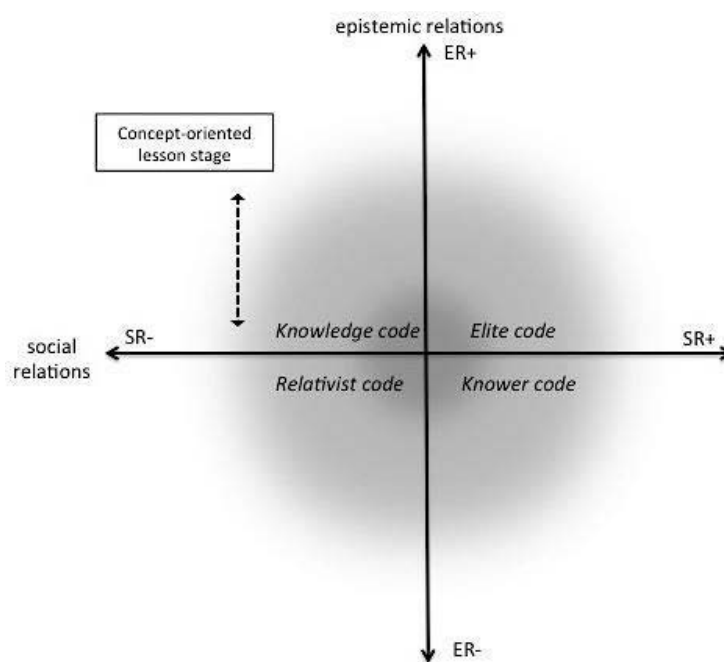 epistemic relations
ER+
Concept-oriented
lesson stage
Knowledge code
Elite code
SR-
SR+
social
relations
Relativist code
Knower code
ER-